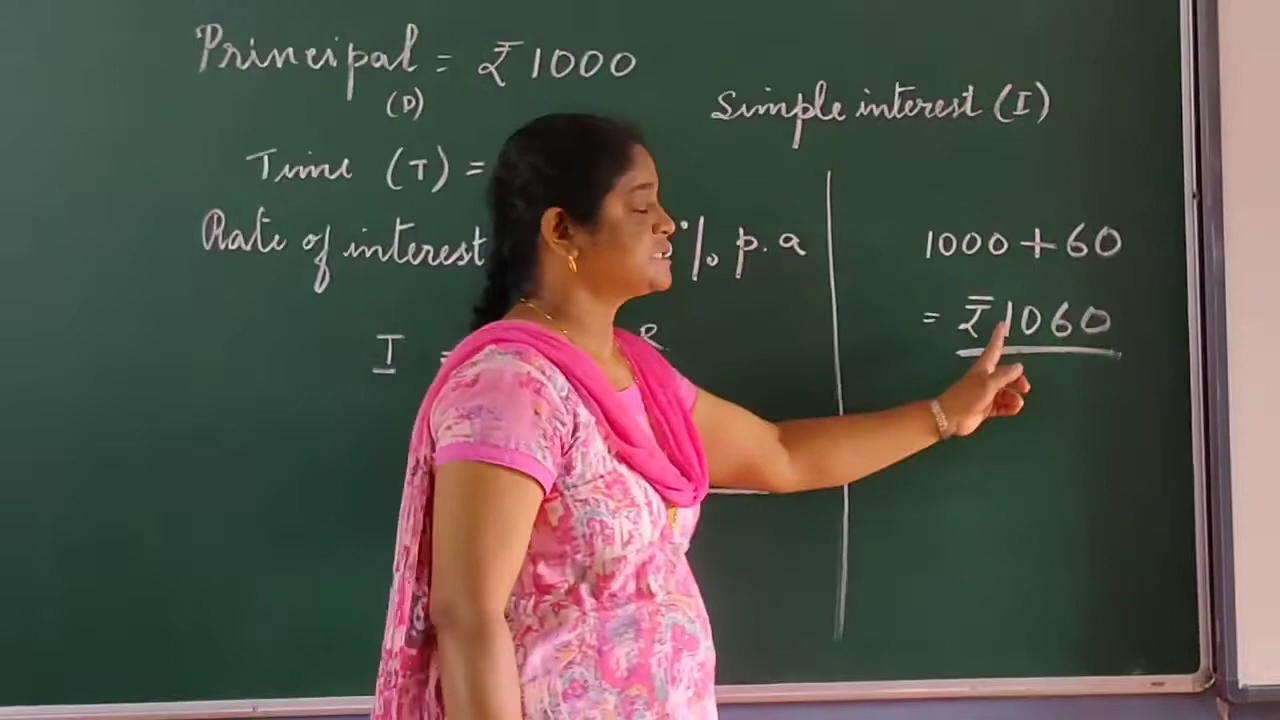 Principal = ₹ 1000
(P)
Time (T) =
Rate of interest % p.a
I = R
Simple interest (I)
1000 + 60
= ₹ 1060